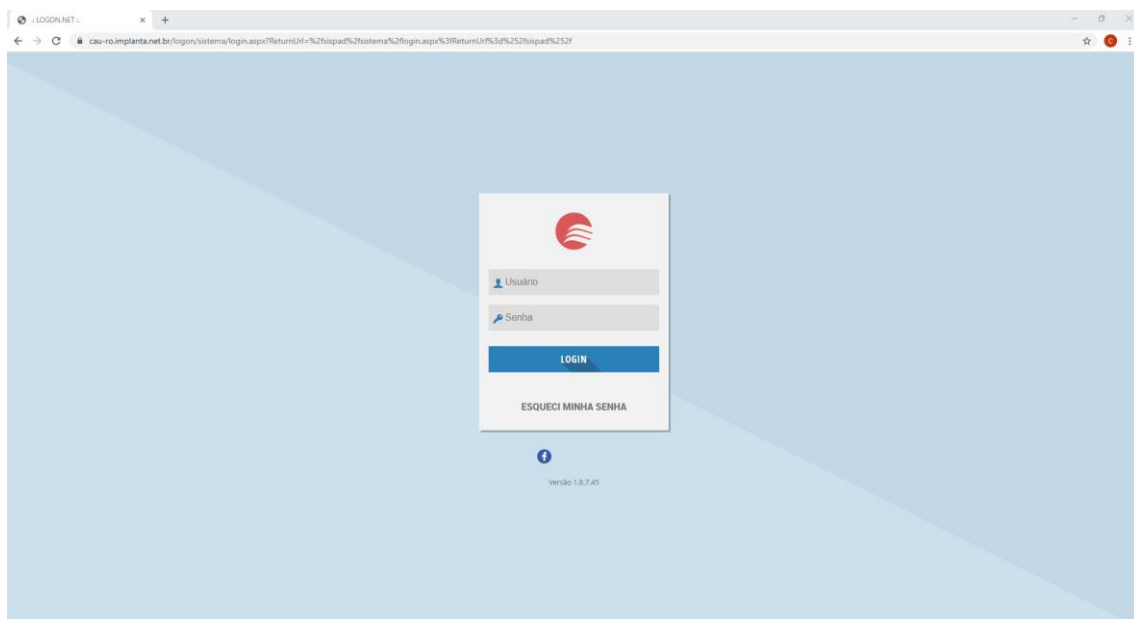 .: LOGON.NET :.
cau-ro.implanta.net.br/logon/sistema/login.aspx?ReturnUrl=%2fsispad%2fsistema%2flogin.aspx%3fReturnUrl%3d%252fsispad%252f
Usuário
Senha
LOGIN
ESQUECI MINHA SENHA
Versão 1.8.7.45